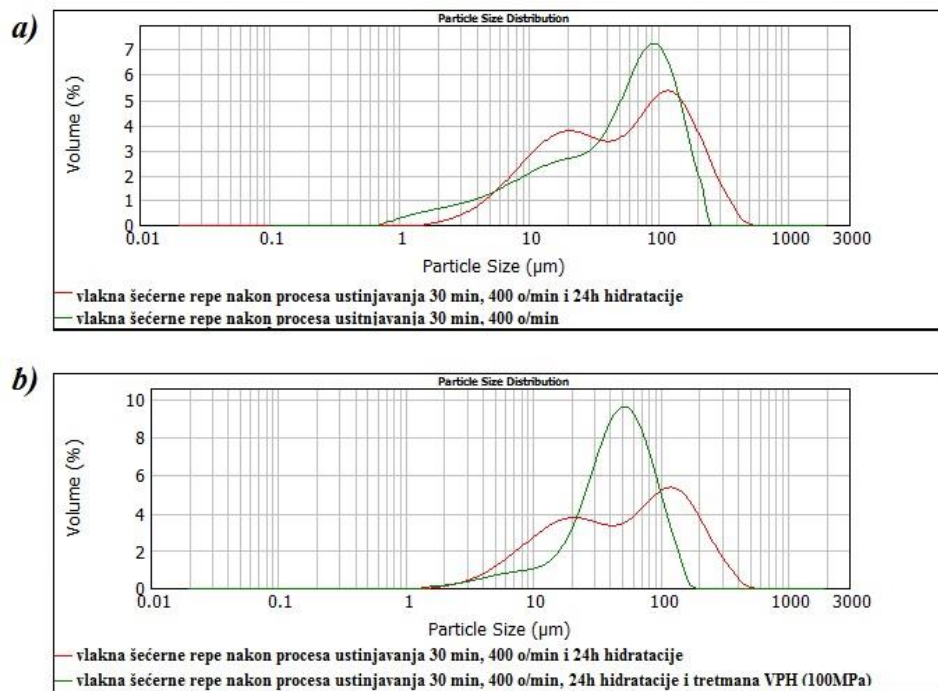 a)
Particle Size Distribution
Volume (%)
7
6
5
4
3
2
1
0
0.01 0.1 1 10 100 1000 3000
Particle Size (µm)
vlakna šećerne repe nakon procesa ustinjavanja 30 min, 400 o/min i 24h hidratacije
vlakna šećerne repe nakon procesa usitnjavanja 30 min, 400 o/min
b)
Particle Size Distribution
Volume (%)
10
8
6
4
2
0
0.01 0.1 1 10 100 1000 3000
Particle Size (µm)
vlakna šećerne repe nakon procesa ustinjavanja 30 min, 400 o/min i 24h hidratacije
vlakna šećerne repe nakon procesa ustinjavanja 30 min, 400 o/min, 24h hidratacije i tretmana VPH (100MPa)